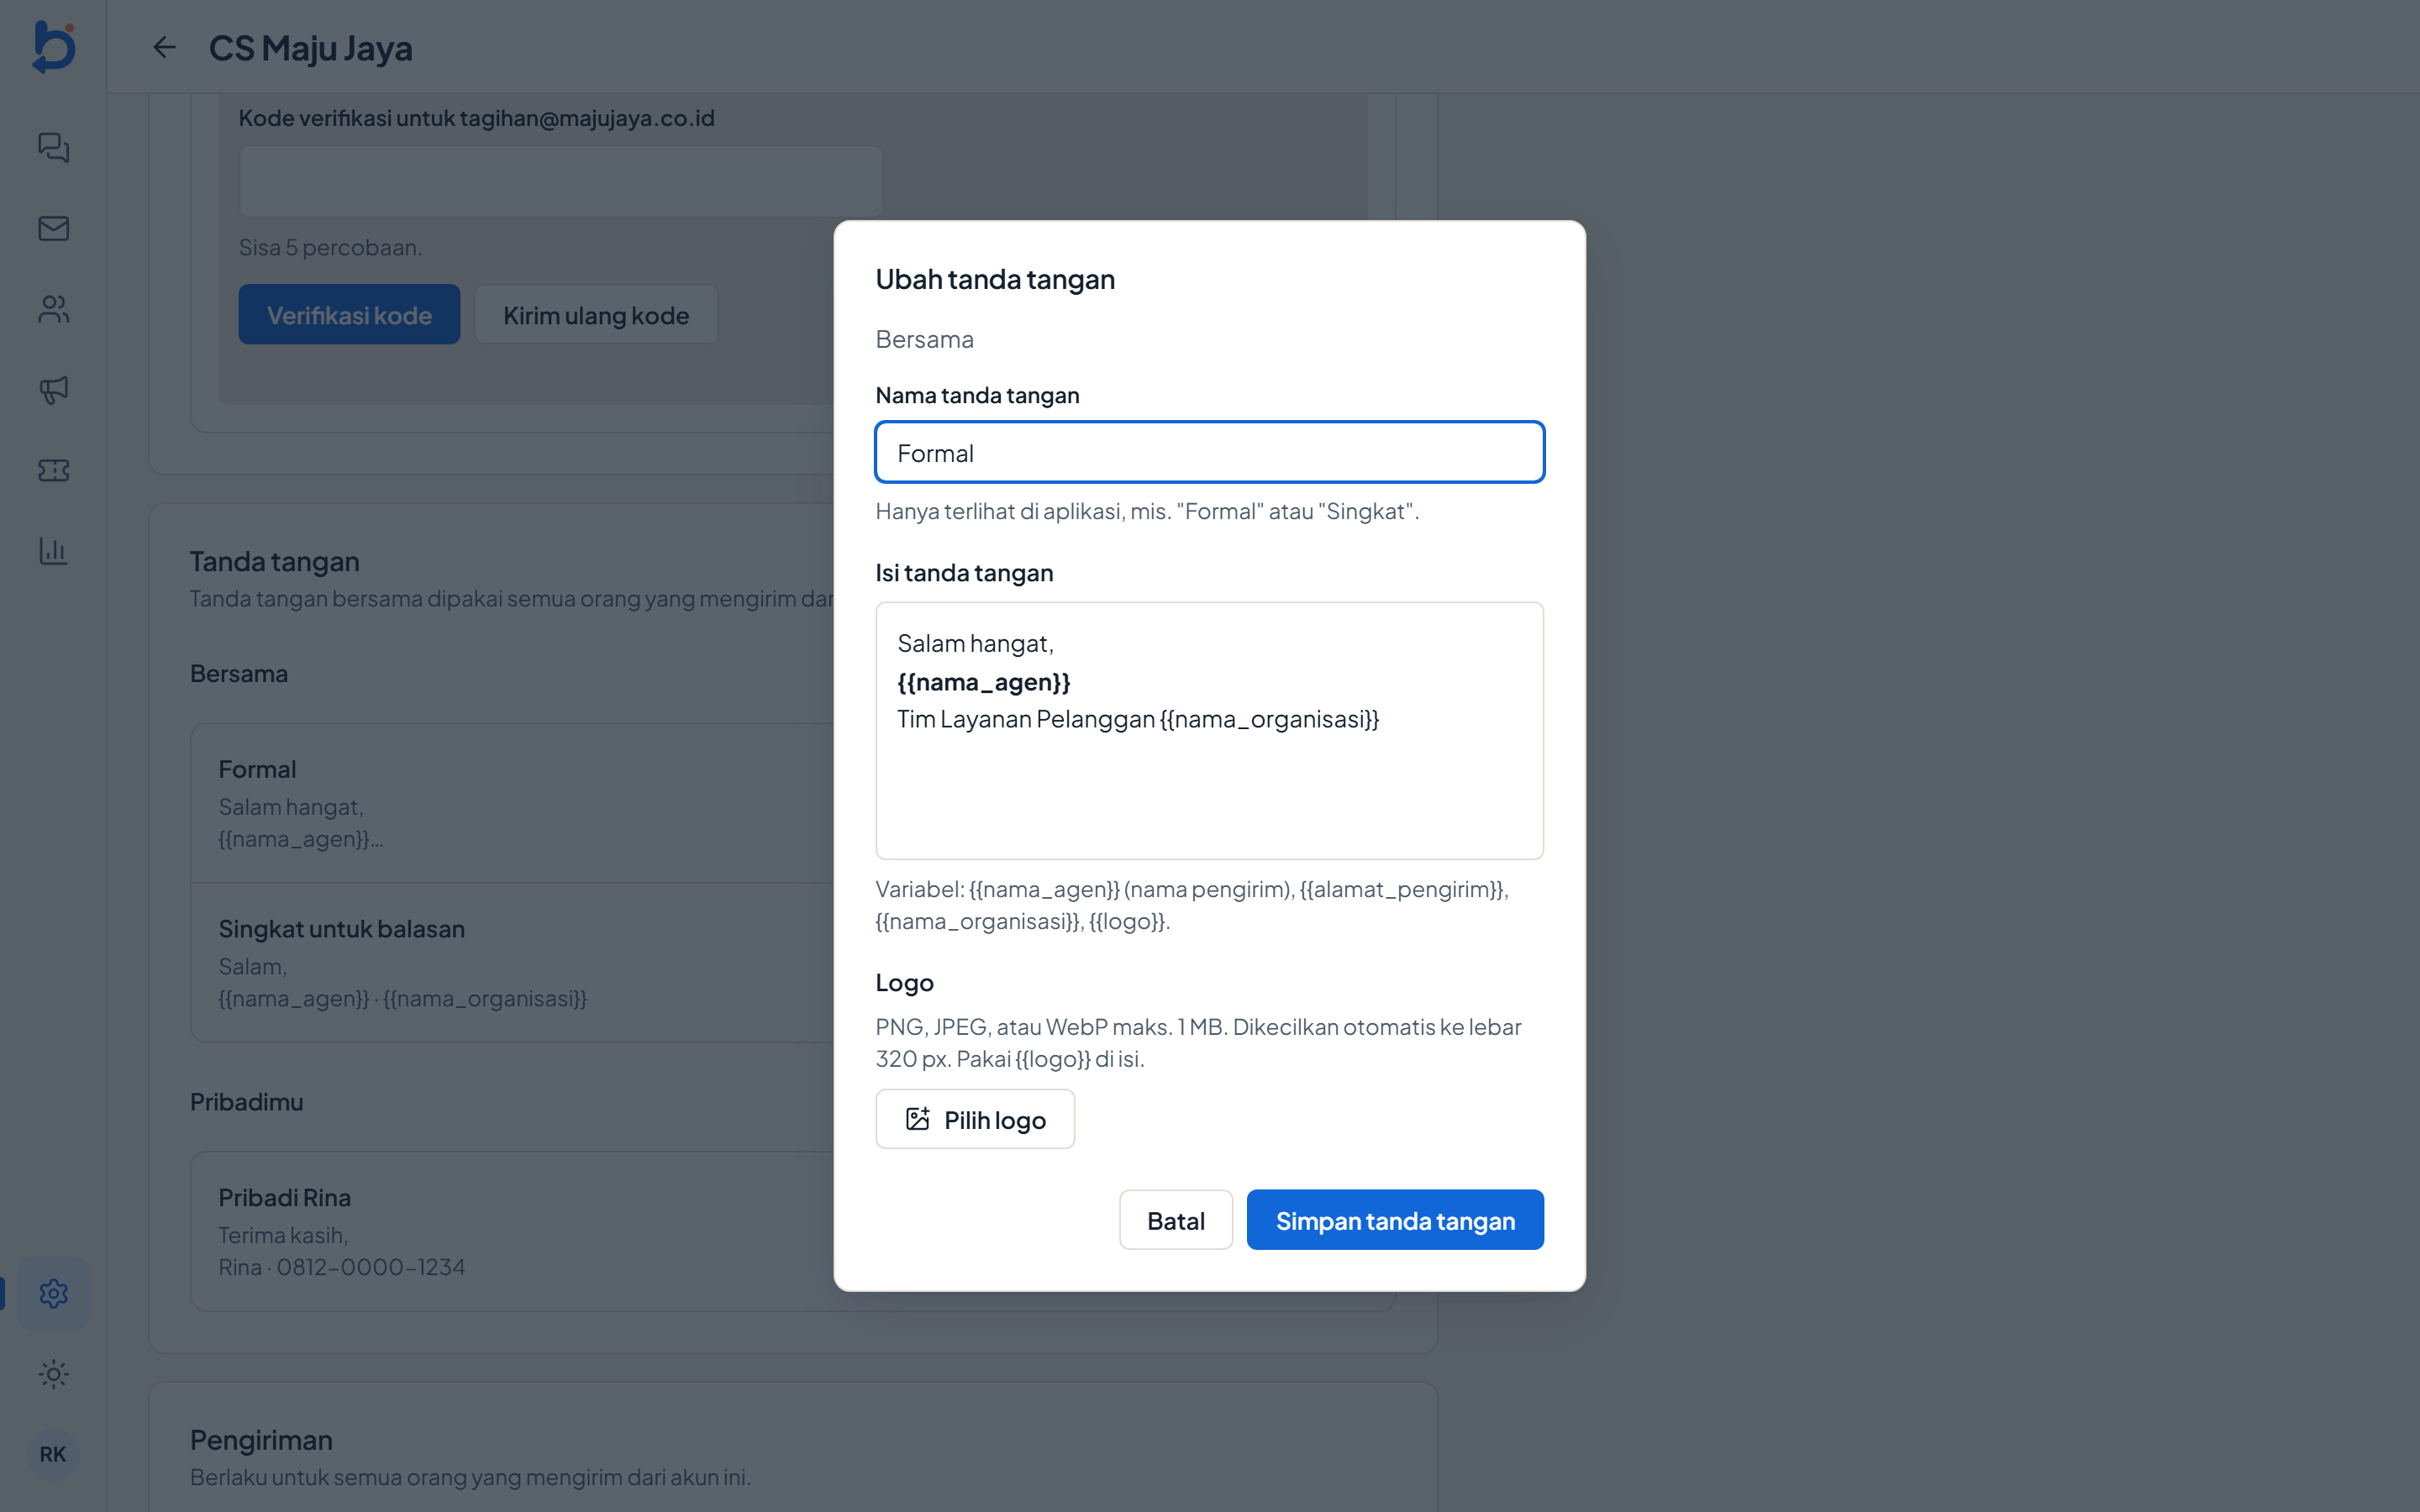 CS Maju Jaya
Kode verifikasi untuk tagihan@majujaya.co.id
Sisa 5 percobaan.
Verifikasi kode
Kirim ulang kode
Tanda tangan
Tanda tangan bersama dipakai semua orang yang mengirim dar
Bersama
Formal
Salam hangat,
{{nama_agen}}...
Singkat untuk balasan
Salam,
{{nama_agen}} · {{nama_organisasi}}
Pribadimu
Pribadi Rina
Terima kasih,
Rina · 0812-0000-1234
Pengiriman
Berlaku untuk semua orang yang mengirim dari akun ini.
RK
Ubah tanda tangan
Bersama
Nama tanda tangan
Formal
Hanya terlihat di aplikasi, mis. "Formal" atau "Singkat".
Isi tanda tangan
Salam hangat,
{{nama_agen}}
Tim Layanan Pelanggan {{nama_organisasi}}
Variabel: {{nama_agen}} (nama pengirim), {{alamat_pengirim}},
{{nama_organisasi}}, {{logo}}.
Logo
PNG, JPEG, atau WebP maks. 1 MB. Dikecilkan otomatis ke lebar
320 px. Pakai {{logo}} di isi.
Pilih logo
Batal
Simpan tanda tangan